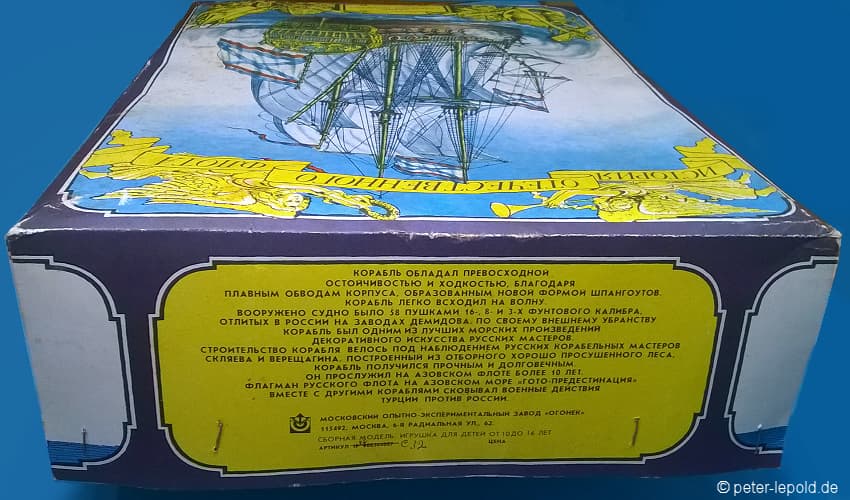 ИСТОРИЯ ОТЕЧЕСТВЕННОГО ФЛОТА
КОРАБЛЬ ОБЛАДАЛ ПРЕВОСХОДНОЙ
ОСТОЙЧИВОСТЬЮ И ХОДКОСТЬЮ, БЛАГОДАРЯ
ПЛАВНЫМ ОБВОДАМ КОРПУСА, ОБРАЗОВАННЫМ НОВОЙ ФОРМОЙ ШПАНГОУТОВ.
КОРАБЛЬ ЛЕГКО ВСХОДИЛ НА ВОЛНУ.
ВООРУЖЕНО СУДНО БЫЛО 58 ПУШКАМИ 16-, 8- И 3-Х ФУНТОВОГО КАЛИБРА,
ОТЛИТЫХ В РОССИИ НА ЗАВОДАХ ДЕМИДОВА. ПО СВОЕМУ ВНЕШНЕМУ УБРАНСТВУ
КОРАБЛЬ БЫЛ ОДНИМ ИЗ ЛУЧШИХ МОРСКИХ ПРОИЗВЕДЕНИЙ
ДЕКОРАТИВНОГО ИСКУССТВА РУССКИХ МАСТЕРОВ.
СТРОИТЕЛЬСТВО КОРАБЛЯ ВЕЛОСЬ ПОД НАБЛЮДЕНИЕМ РУССКИХ КОРАБЕЛЬНЫХ МАСТЕРОВ
СКЛЯЕВА И ВЕРЕЩАГИНА. ПОСТРОЕННЫЙ ИЗ ОТБОРНОГО ХОРОШО ПРОСУШЕННОГО ЛЕСА,
КОРАБЛЬ ПОЛУЧИЛСЯ ПРОЧНЫМ И ДОЛГОВЕЧНЫМ.
ОН ПРОСЛУЖИЛ НА АЗОВСКОМ ФЛОТЕ БОЛЕЕ 10 ЛЕТ.
ФЛАГМАН РУССКОГО ФЛОТА НА АЗОВСКОМ МОРЕ «ГОТО-ПРЕДЕСТИНАЦИЯ»
ВМЕСТЕ С ДРУГИМИ КОРАБЛЯМИ СКОВЫВАЛ ВОЕННЫЕ ДЕЙСТВИЯ
ТУРЦИИ ПРОТИВ РОССИИ.
МОСКОВСКИЙ ОПЫТНО-ЭКСПЕРИМЕНТАЛЬНЫЙ ЗАВОД «ОГОНЕК»
115492, МОСКВА, 6-Я РАДИАЛЬНАЯ УЛ., 62.
СБОРНАЯ МОДЕЛЬ. ИГРУШКА ДЛЯ ДЕТЕЙ ОТ 10 ДО 16 ЛЕТ
АРТИКУЛ С12 ЦЕНА
© peter-lepold.de